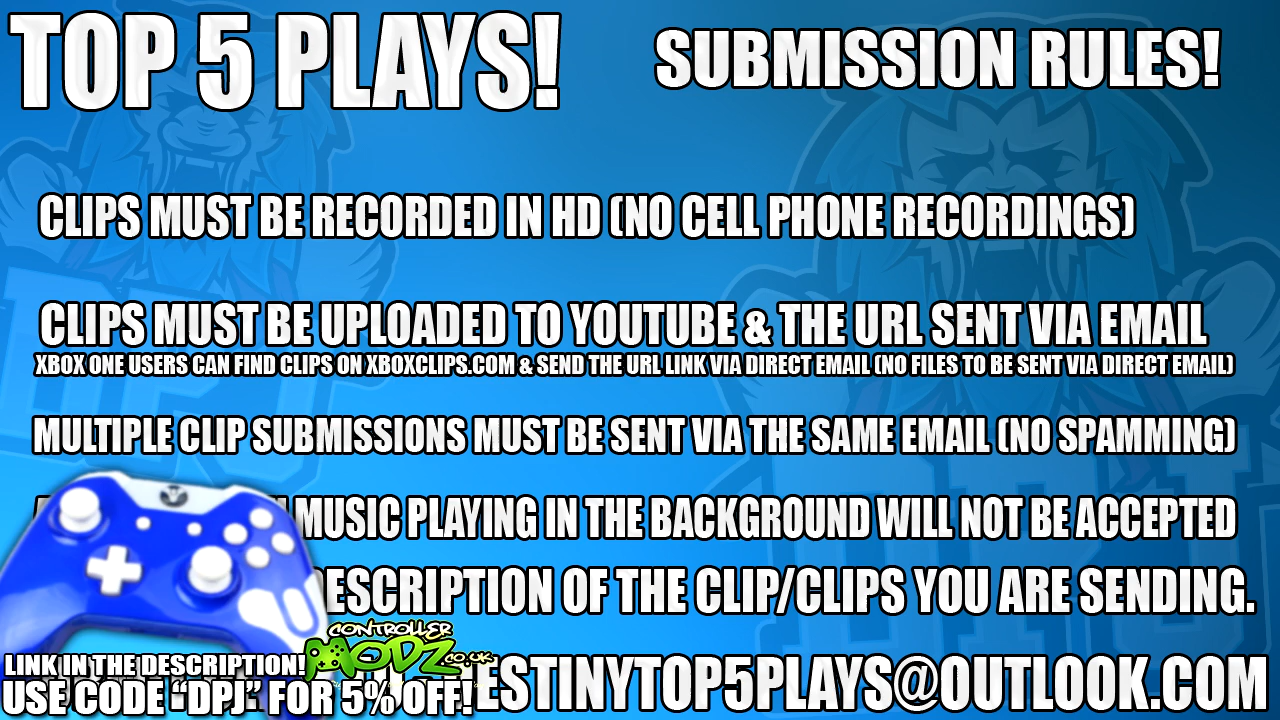 TOP 5 PLAYS!
SUBMISSION RULES!
CLIPS MUST BE RECORDED IN HD (NO CELL PHONE RECORDINGS)
CLIPS MUST BE UPLOADED TO YOUTUBE & THE URL SENT VIA EMAIL
XBOX ONE USERS CAN FIND CLIPS ON XBOXCLIPS.COM & SEND THE URL LINK VIA DIRECT EMAIL (NO FILES TO BE SENT VIA DIRECT EMAIL)
MULTIPLE CLIP SUBMISSIONS MUST BE SENT VIA THE SAME EMAIL (NO SPAMMING)
MUSIC PLAYING IN THE BACKGROUND WILL NOT BE ACCEPTED
ESCRIPTION OF THE CLIP/CLIPS YOU ARE SENDING.
CONTROLLER
MODZ.CO.UK
ESTINYTOP5PLAYS@OUTLOOK.COM
LINK IN THE DESCRIPTION!
USE CODE “DPJ” FOR 5% OFF!